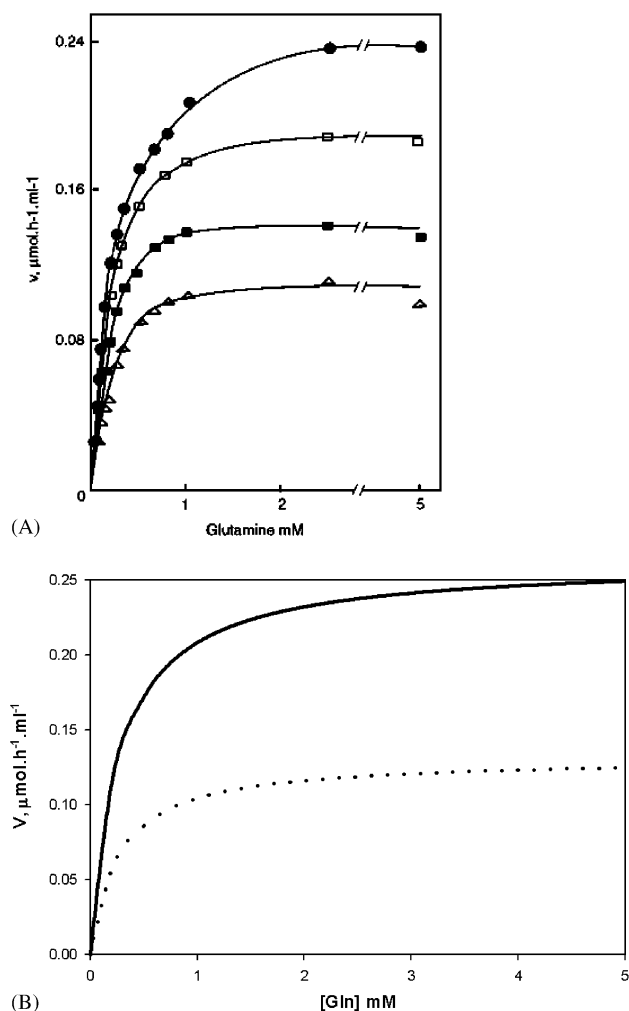 0.24
0.16
0.08
0
v, µmol.h-1.ml-1
1 2 5
Glutamine mM
(A)
0.25
0.20
0.15
0.10
0.05
0.00
V, µmol.h⁻¹.ml⁻¹
0 1 2 3 4 5
[Gln] mM
(B)